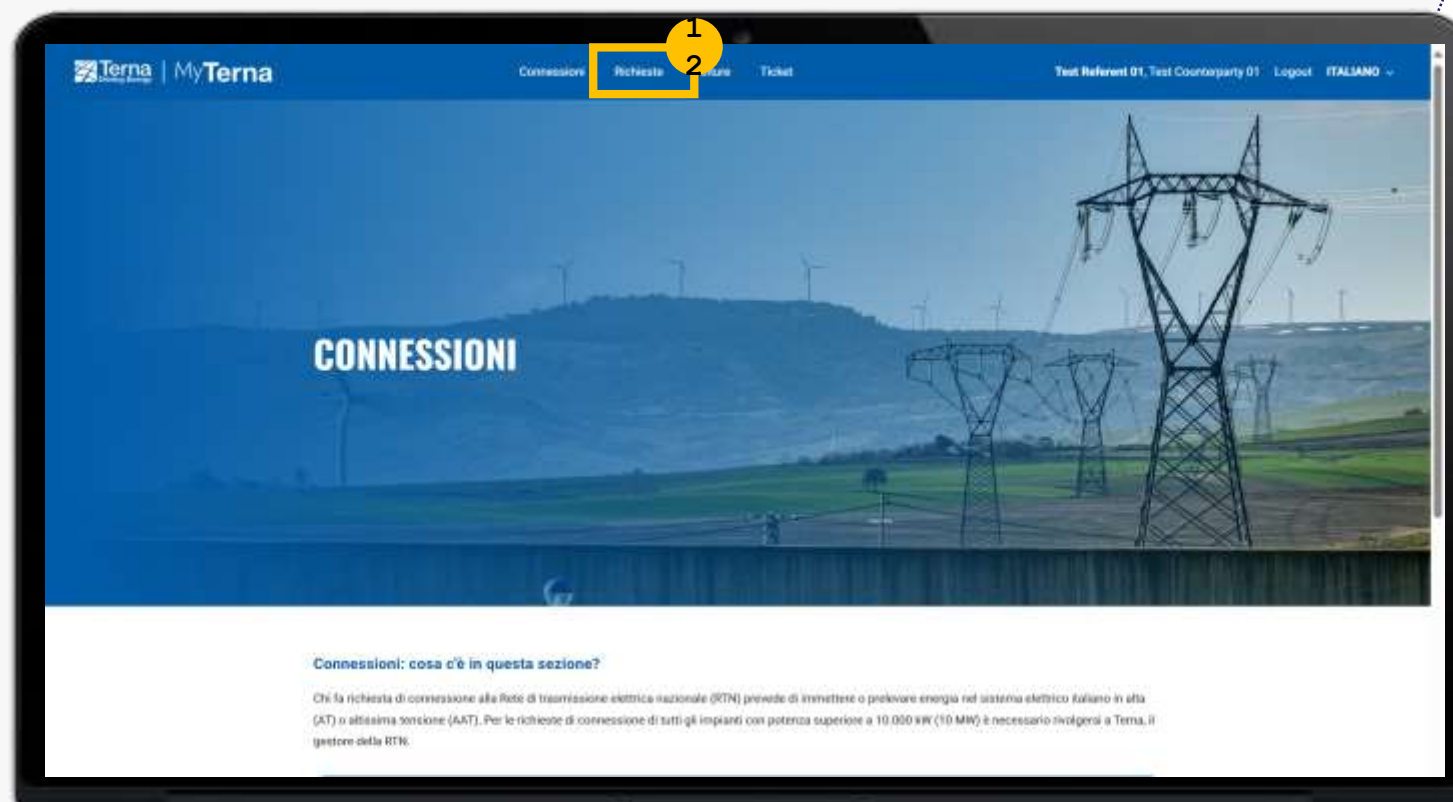 1
2
Terna | MyTerna
Driving Energy
Connessioni Richieste Ticket
Test Referent 01, Test Counterparty 01 Logout ITALIANO
CONNESSIONI
Connessioni: cosa c'è in questa sezione?
Chi fa richiesta di connessione alla Rete di trasmissione elettrica nazionale (RTN) prevede di immettere o prelevare energia nel sistema elettrico italiano in alta
(AT) o altissima tensione (AAT). Per le richieste di connessione di tutti gli impianti con potenza superiore a 10.000 kW (10 MW) è necessario rivolgersi a Terna, il
gestore della RTN.